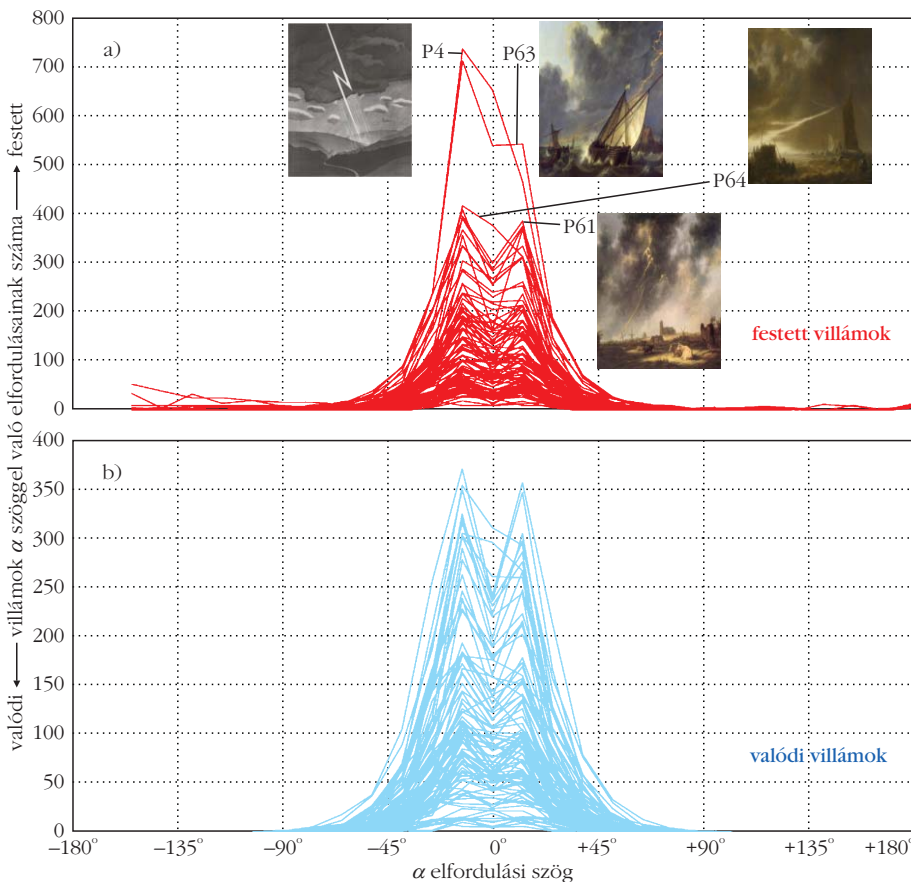 a)
800
700
600
500
400
300
200
100
0
P4
P63
P64
P61
festett villámok
valódi ⟵ villámok α szöggel való elfordulásainak száma ⟶ festett
b)
400
350
300
250
200
150
100
50
0
valódi villámok
–180° –135° –90° –45° 0° +45° +90° +135° +180°
α elfordulási szög